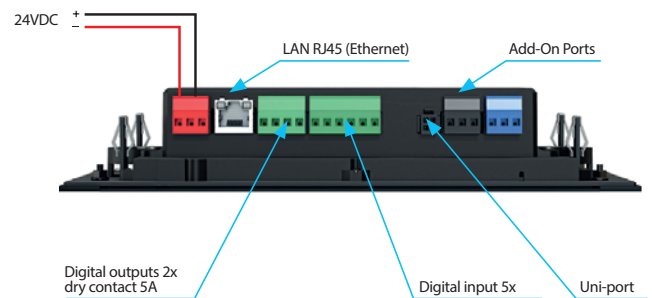 24VDC + –
LAN RJ45 (Ethernet)
Add-On Ports
Digital outputs 2x
dry contact 5A
Digital input 5x
Uni-port